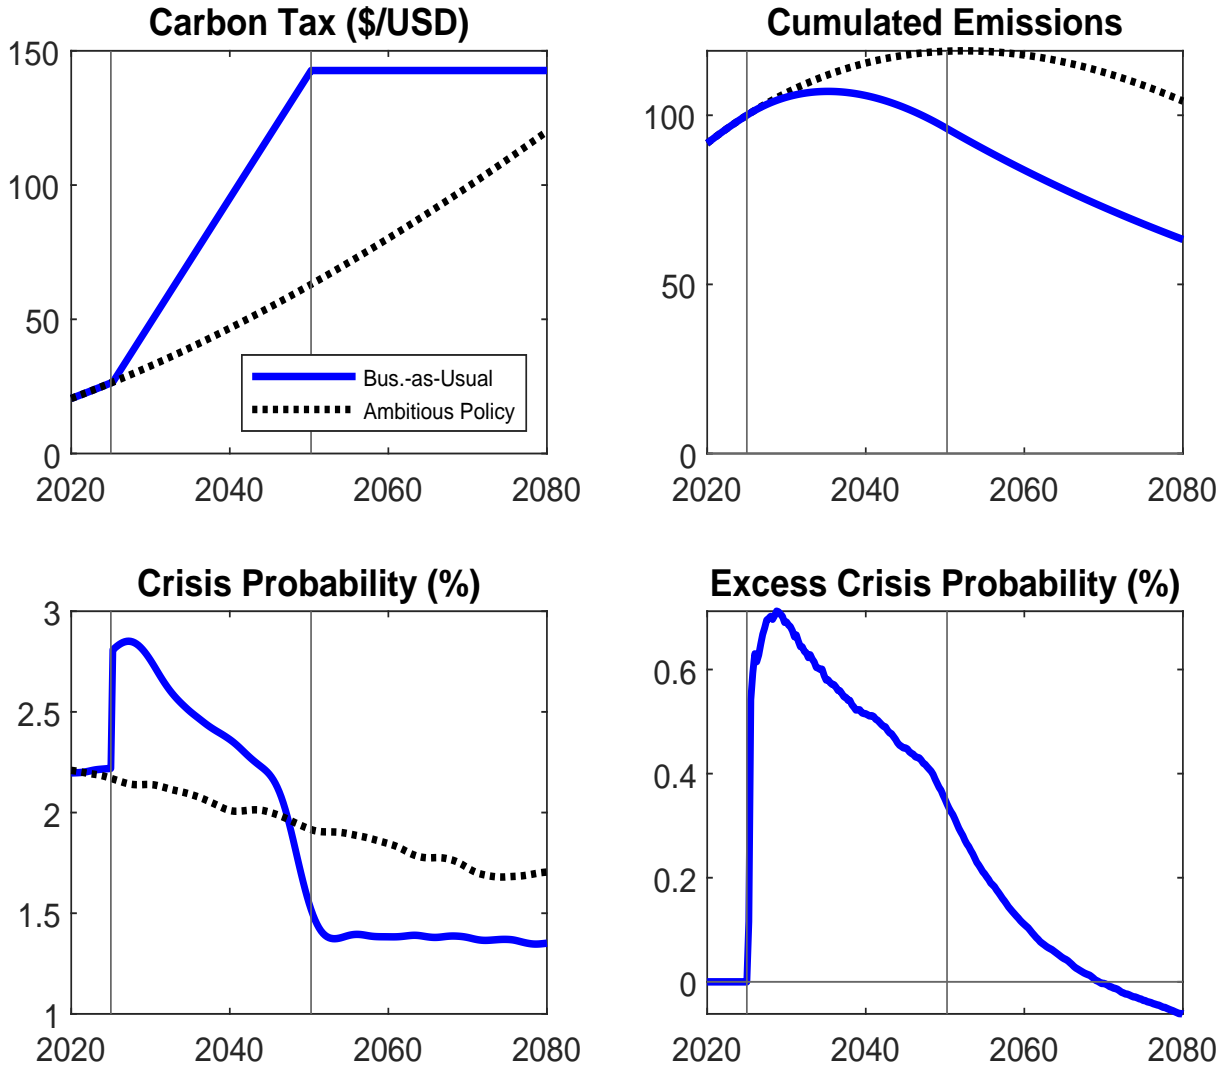 Carbon Tax ($/USD)
150
100
50
0
2020 2040 2060 2080
Bus.-as-Usual
Ambitious Policy
Cumulated Emissions
100
50
0
2020 2040 2060 2080
Crisis Probability (%)
3
2.5
2
1.5
1
2020 2040 2060 2080
Excess Crisis Probability (%)
0.6
0.4
0.2
0
2020 2040 2060 2080